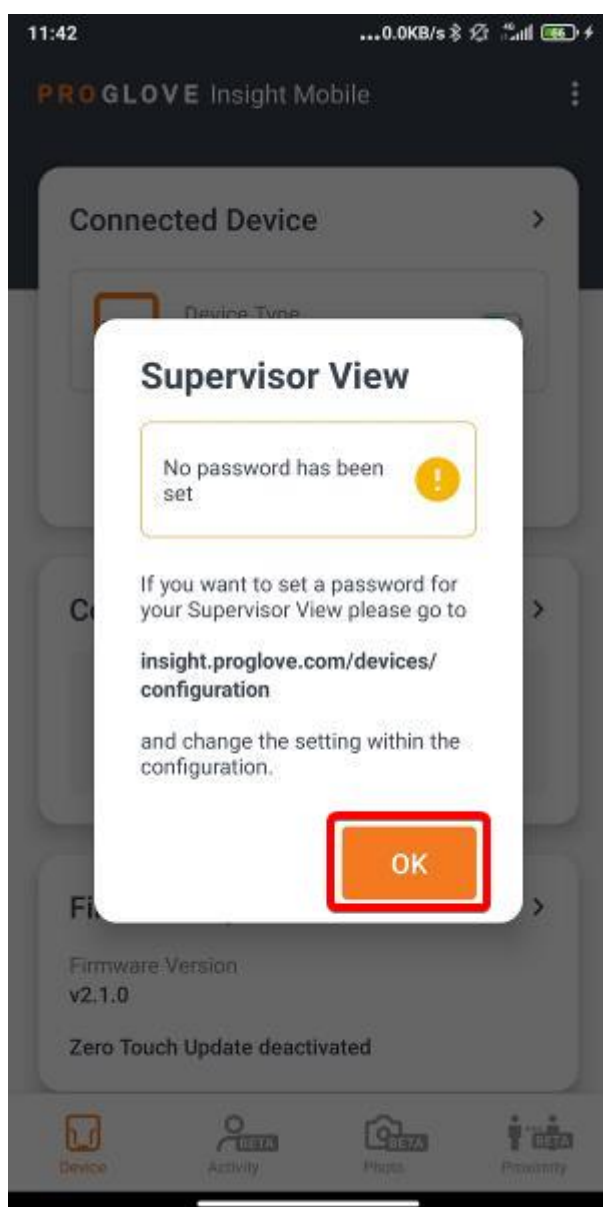 11:42
...0.0KB/s
66
PROGLOVE Insight Mobile
Connected Device
Device Type
Supervisor View
No password has been
set
If you want to set a password for
your Supervisor View please go to
insight.proglove.com/devices/
configuration
and change the setting within the
configuration.
OK
Firmware Version
v2.1.0
Zero Touch Update deactivated
BETA
BETA
BETA
Device
Activity
Photo
Proximity